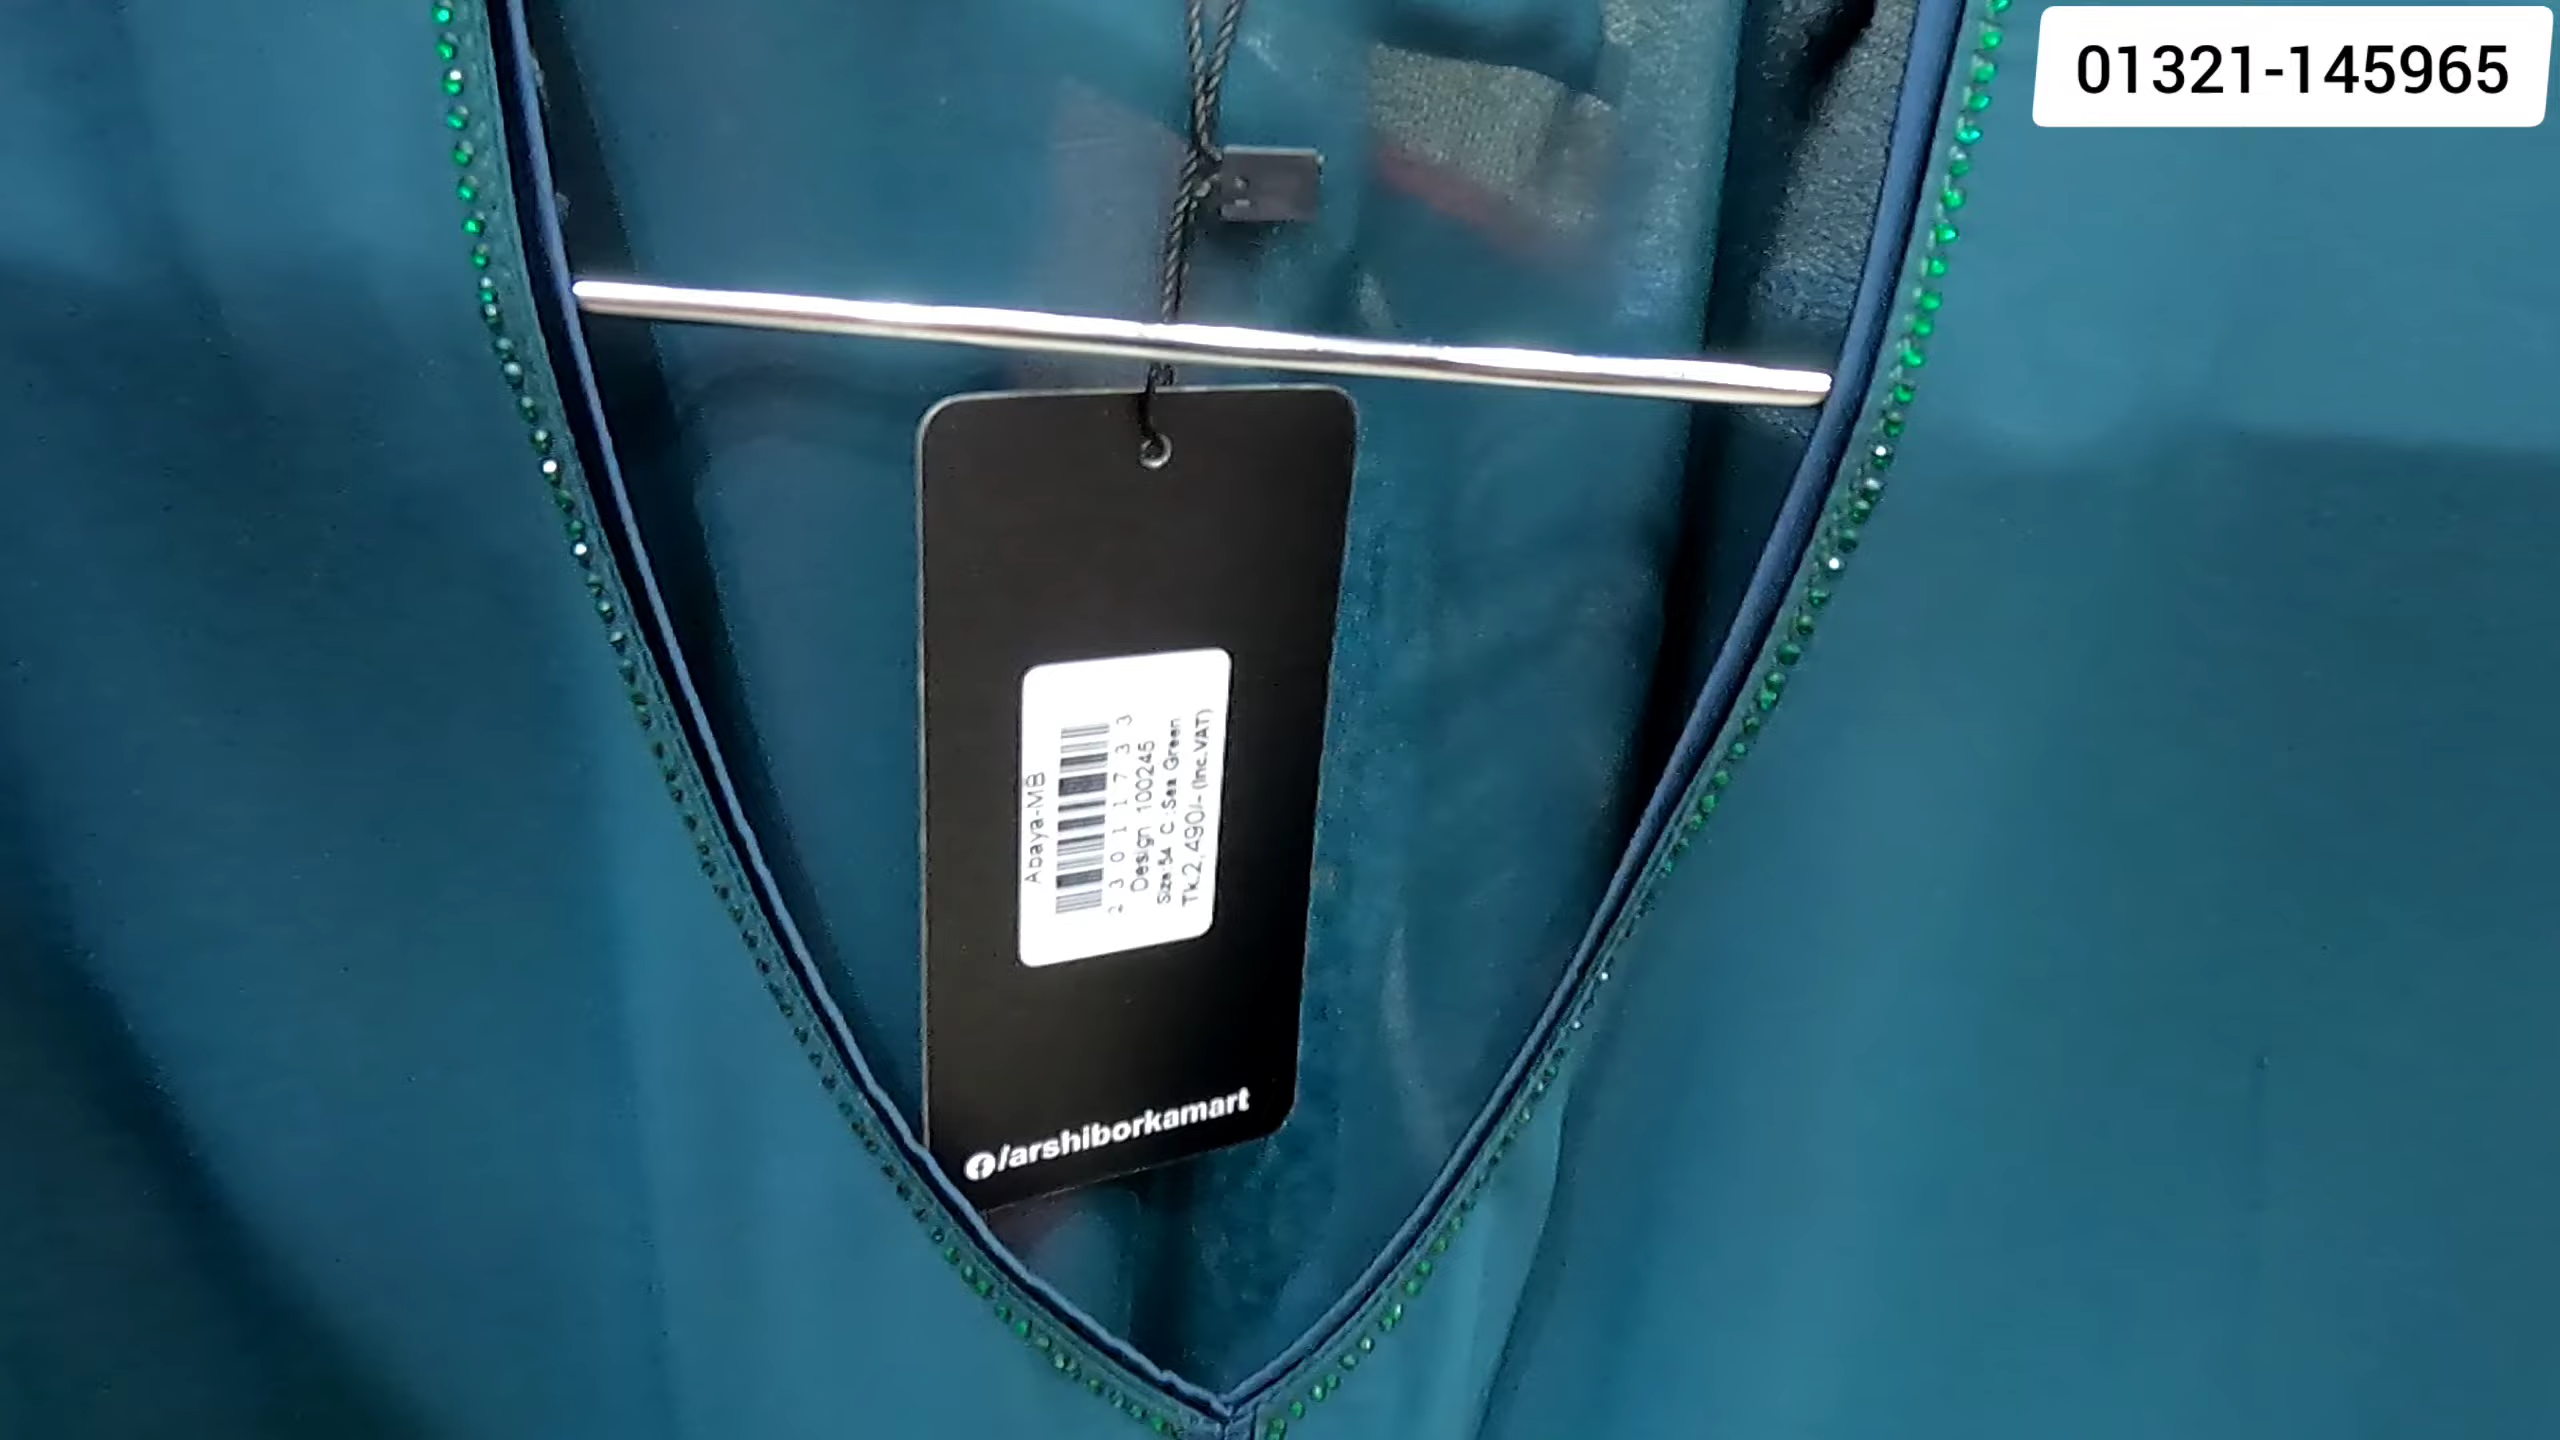 01321-145965
Abaya-MB
2 3 0 1 1 7 3 3
Design 100245
Size 54 C :Sea Green
Tk.2,490/- (Inc.VAT)
/arshiborkamart